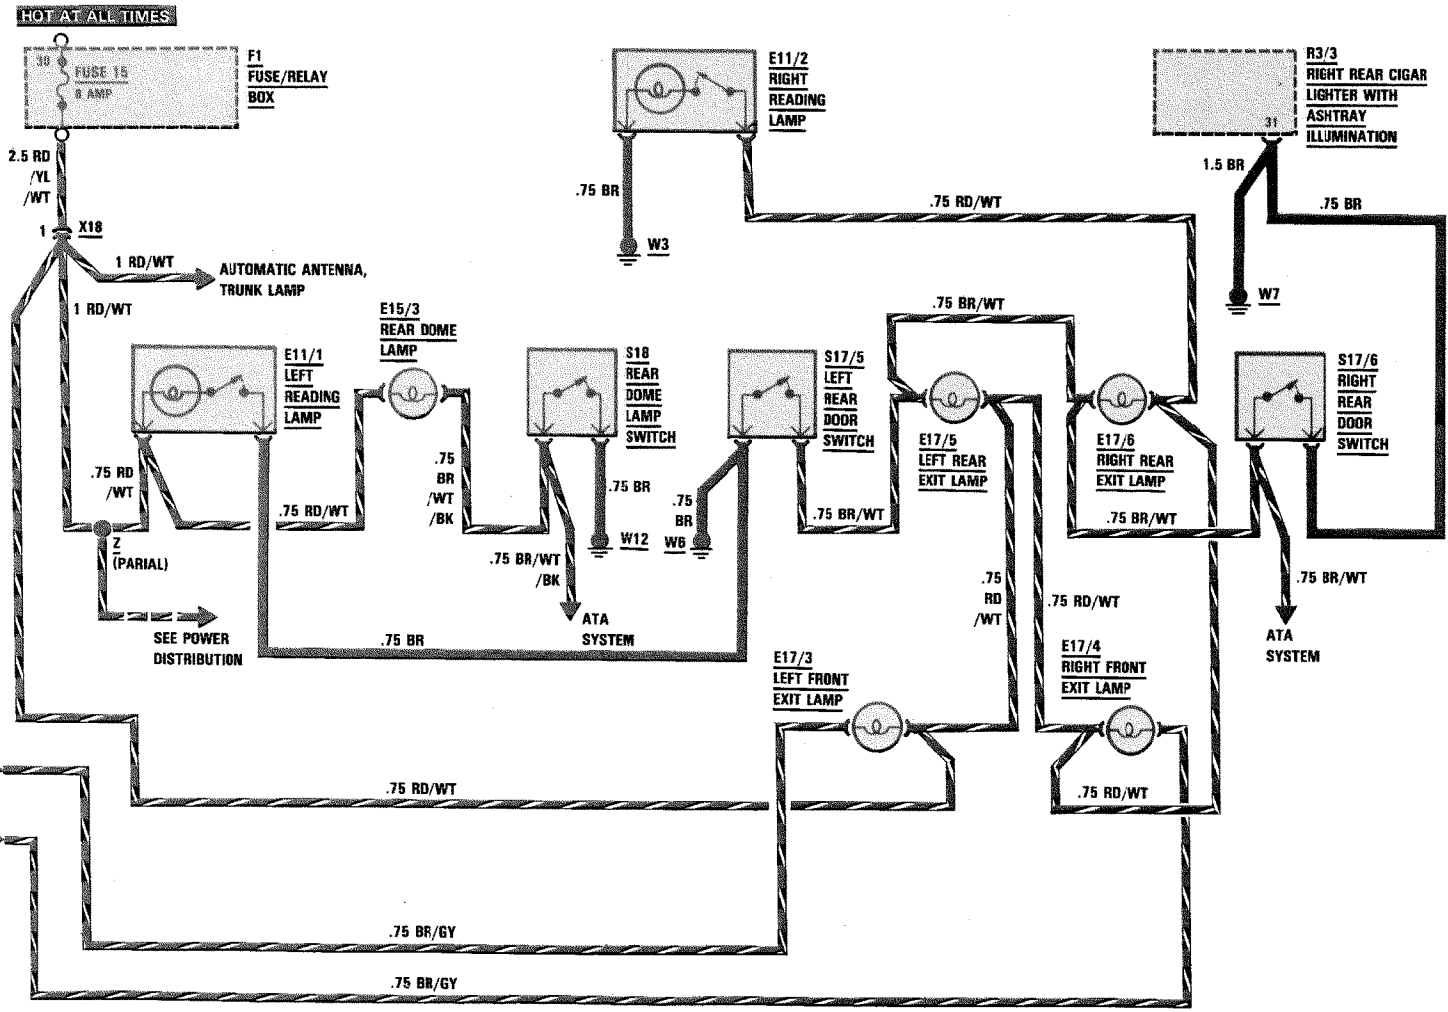 HOT AT ALL TIMES
30
FUSE 15
8 AMP
F1
FUSE/RELAY
BOX
2.5 RD
/YL
/WT
1
X18
1 RD/WT
AUTOMATIC ANTENNA,
TRUNK LAMP
1 RD/WT
E11/2
RIGHT
READING
LAMP
.75 BR
W3
.75 RD/WT
R3/3
RIGHT REAR CIGAR
LIGHTER WITH
ASHTRAY
ILLUMINATION
31
1.5 BR
.75 BR
W7
E11/1
LEFT
READING
LAMP
E15/3
REAR DOME
LAMP
S18
REAR
DOME
LAMP
SWITCH
S17/5
LEFT
REAR
DOOR
SWITCH
.75 BR/WT
E17/5
LEFT REAR
EXIT LAMP
E17/6
RIGHT REAR
EXIT LAMP
S17/6
RIGHT
REAR
DOOR
SWITCH
.75 RD
/WT
.75 RD/WT
.75
BR
/WT
/BK
.75 BR
W12
.75
BR
W6
.75 BR/WT
.75 BR/WT
Z
(PARIAL)
SEE POWER
DISTRIBUTION
.75 BR/WT
/BK
ATA
SYSTEM
.75 BR
.75
RD
/WT
.75 RD/WT
.75 BR/WT
ATA
SYSTEM
E17/3
LEFT FRONT
EXIT LAMP
E17/4
RIGHT FRONT
EXIT LAMP
.75 RD/WT
.75 RD/WT
.75 BR/GY
.75 BR/GY